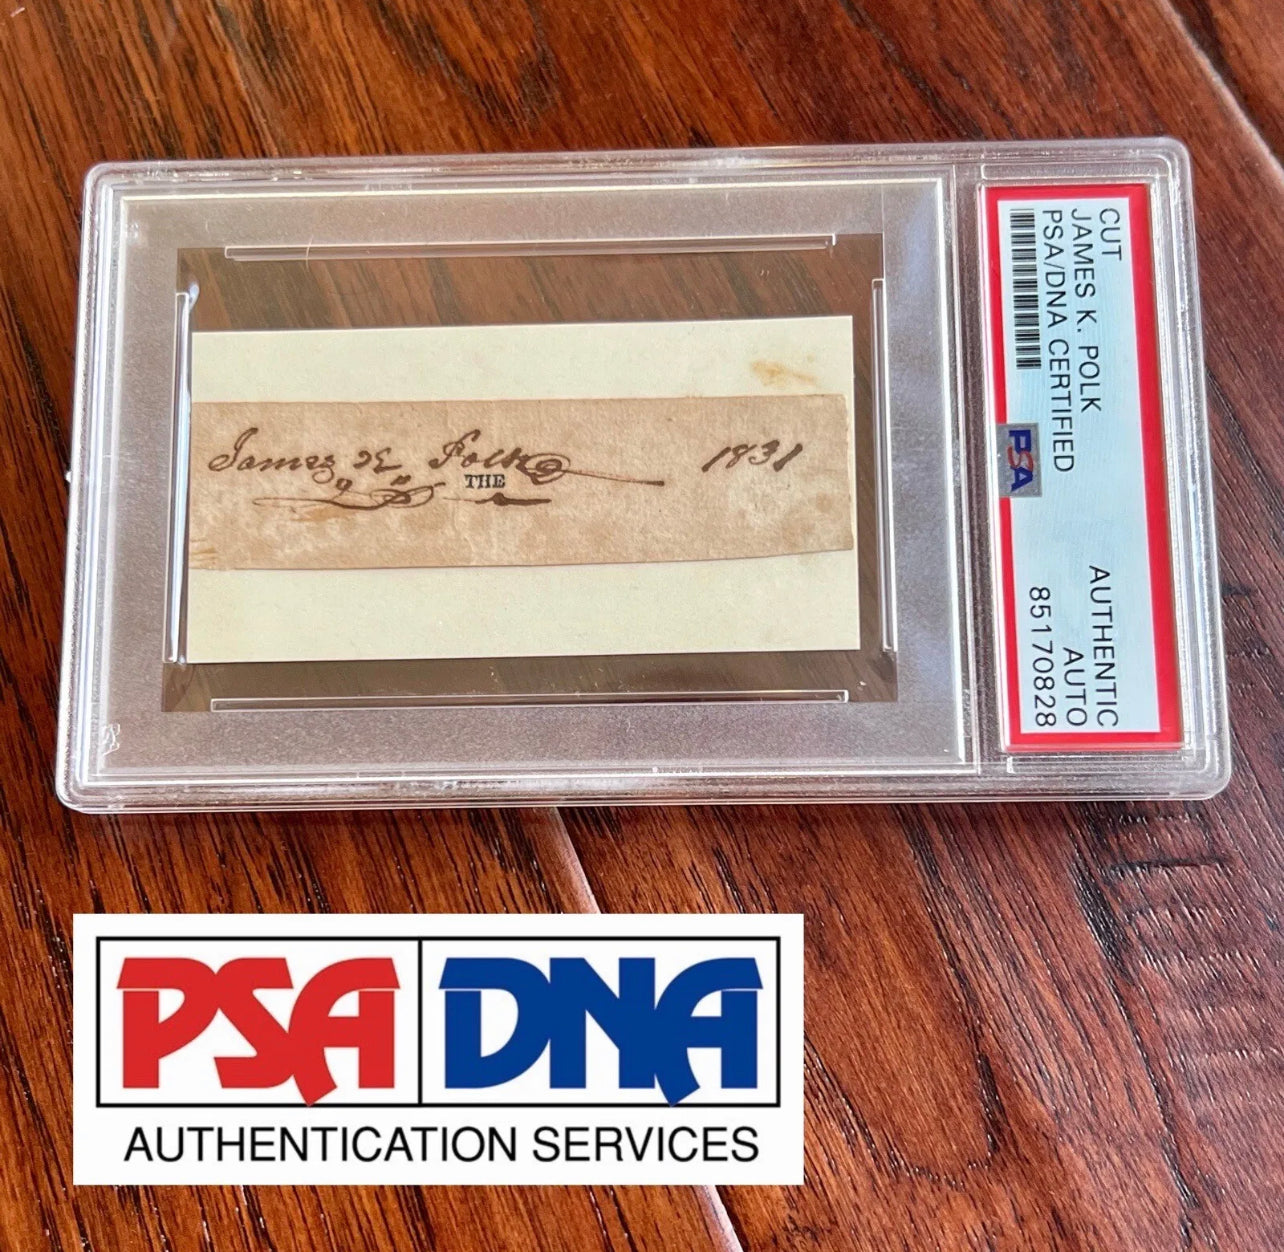 James K. Polk 1831
THE
CUT
JAMES K. POLK
PSA/DNA CERTIFIED
PSA
AUTHENTIC
AUTO
85170828
PSA DNA
AUTHENTICATION SERVICES